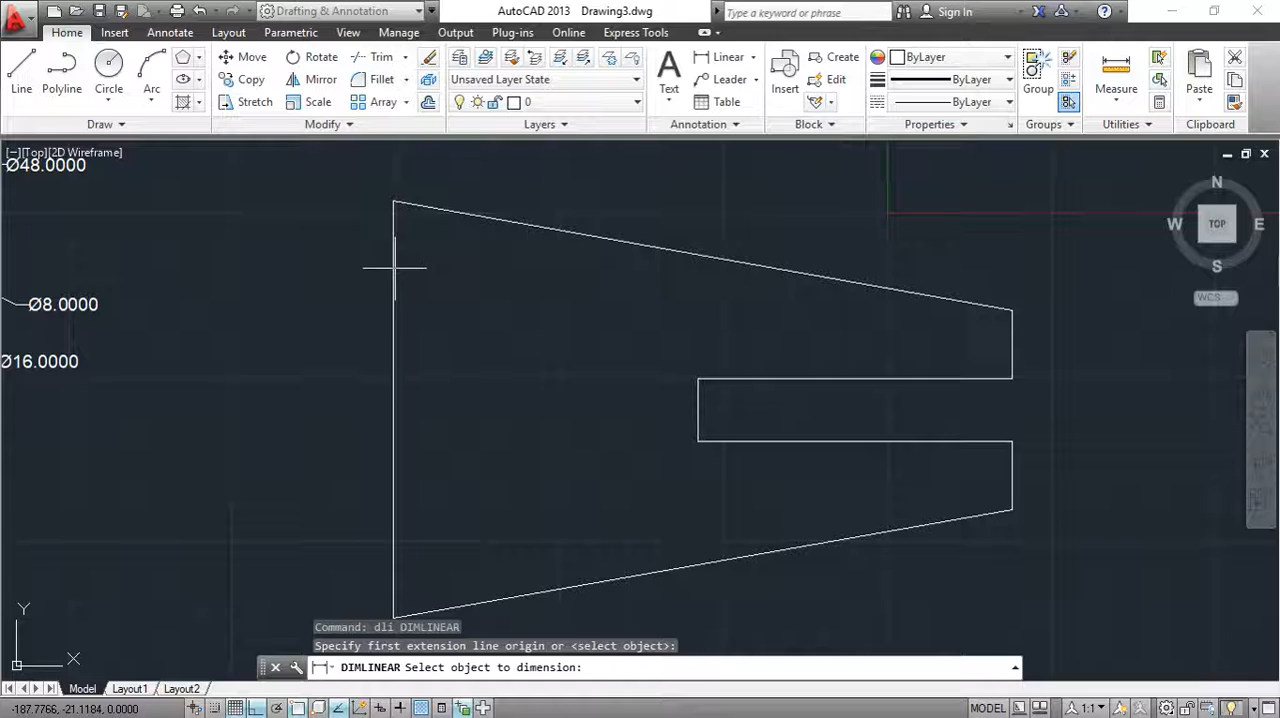 Drafting & Annotation AutoCAD 2013 Drawing3.dwg Type a keyword or phrase Sign In
Home Insert Annotate Layout Parametric View Manage Output Plug-ins Online Express Tools
Line Polyline Circle Arc
Move Rotate Trim
Copy Mirror Fillet
Stretch Scale Array
Unsaved Layer State
0
Text
Linear
Leader
Table
Insert
Create
Edit
ByLayer
ByLayer
ByLayer
Group
Measure
Paste
Draw Modify Layers Annotation Block Properties Groups Utilities Clipboard
[−][Top][2D Wireframe]
Ø48.0000
Ø8.0000
Ø16.0000
N
W TOP E
S
WCS
Y
X
Command: dli DIMLINEAR
Specify first extension line origin or <select object>:
DIMLINEAR Select object to dimension:
Model Layout1 Layout2
-187.7766, -21.1184, 0.0000 MODEL 1:1